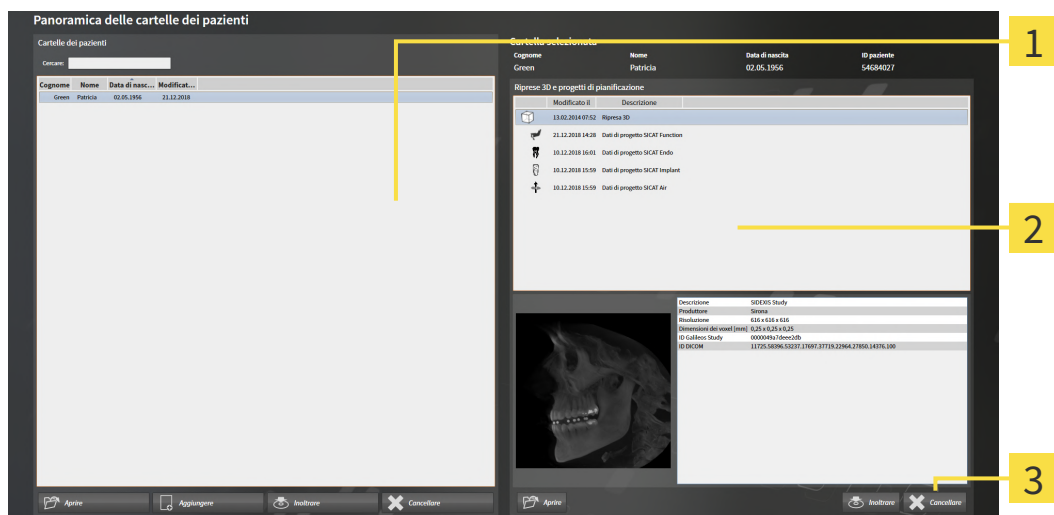 Panoramica delle cartelle dei pazienti
Cartelle dei pazienti
Cercare:
Cognome Nome Data di nasc... Modificat...
Green Patricia 02.05.1956 21.12.2018
Aprire Aggiungere Inoltrare Cancellare
Cartella selezionata
Cognome Nome Data di nascita ID paziente
Green Patricia 02.05.1956 54684027
Riprese 3D e progetti di pianificazione
Modificato il Descrizione
13.02.2014 07:52 Ripresa 3D
21.12.2018 14:28 Dati di progetto SICAT Function
10.12.2018 16:01 Dati di progetto SICAT Endo
10.12.2018 15:59 Dati di progetto SICAT Implant
10.12.2018 15:59 Dati di progetto SICAT Air
Descrizione SIDEXIS Study
Produttore Sirona
Risoluzione 616 x 616 x 616
Dimensioni dei voxel [mm] 0,25 x 0,25 x 0,25
ID Galileos Study 0000049a7deee2db
ID DICOM 11725.58396.53237.17697.37719.22964.27850.14376.100
Aprire Inoltrare Cancellare
1
2
3